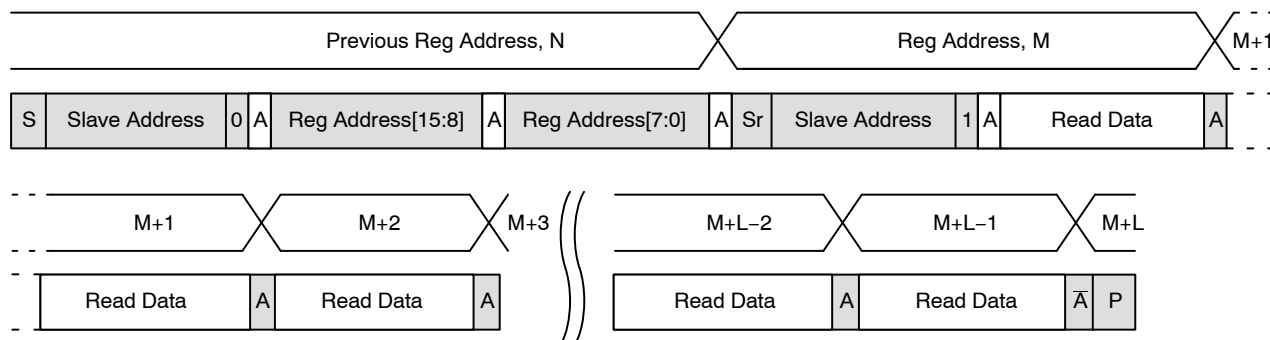 Previous Reg Address, N Reg Address, M M+1
S Slave Address 0 A Reg Address[15:8] A Reg Address[7:0] A Sr Slave Address 1 A Read Data A
M+1 M+2 M+3 M+L−2 M+L−1 M+L
Read Data A Read Data A Read Data A Read Data A̅ P